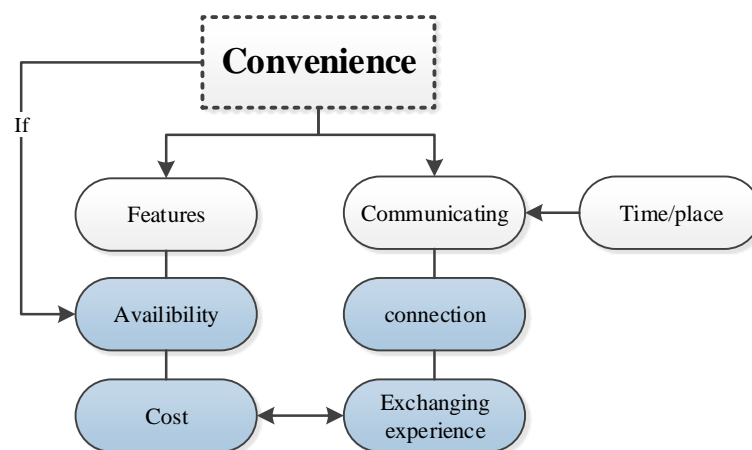 Convenience
If
Features
Communicating
Time/place
Availibility
connection
Cost
Exchanging
experience